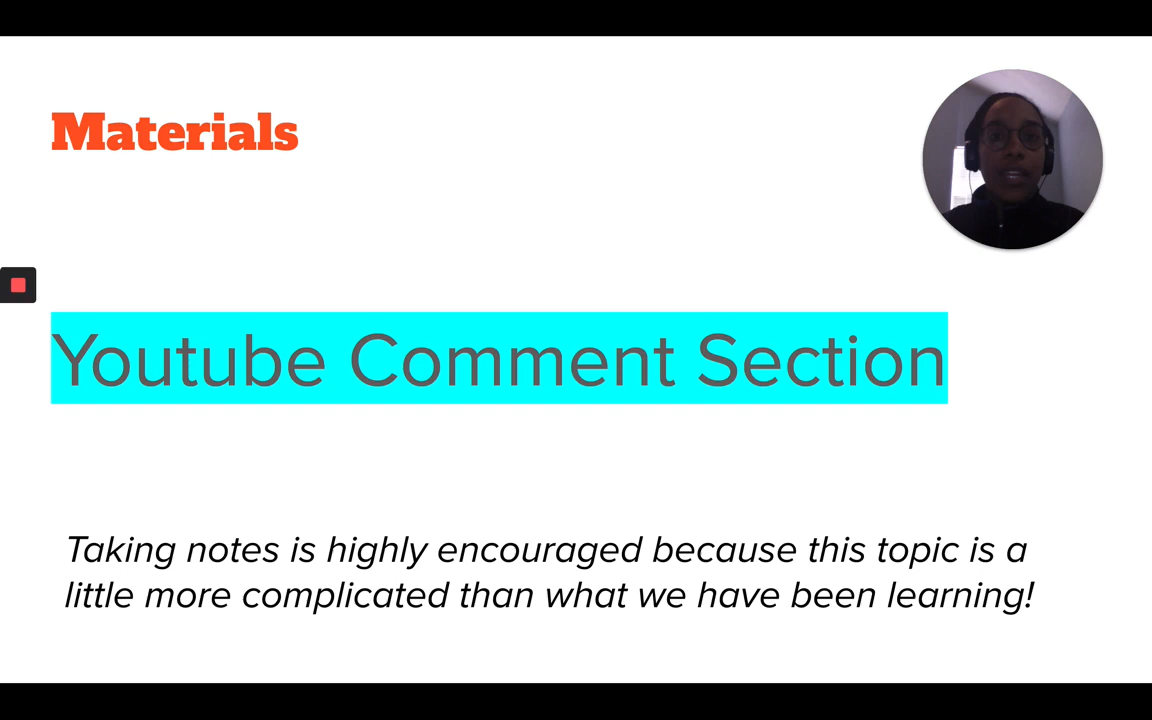 Materials
Youtube Comment Section
Taking notes is highly encouraged because this topic is a
little more complicated than what we have been learning!